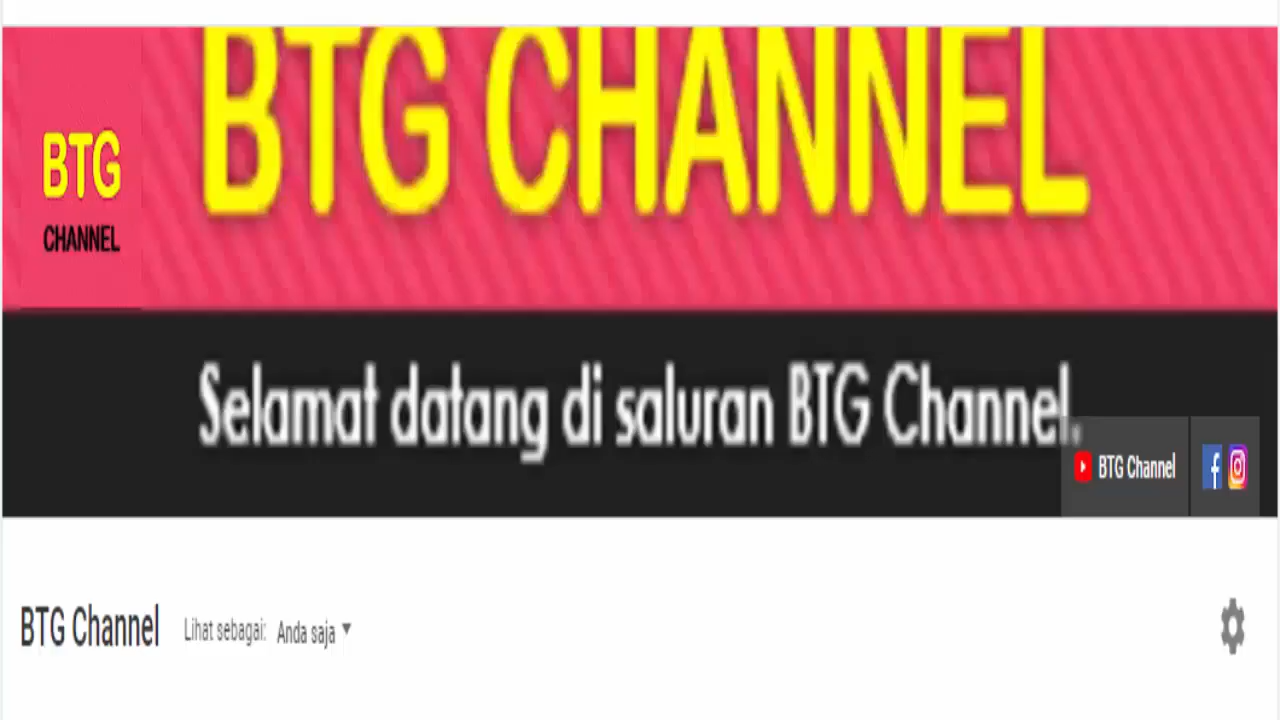 BTG CHANNEL
BTG
CHANNEL
Selamat datang di saluran BTG Channel.
BTG Channel
BTG Channel Lihat sebagai: Anda saja